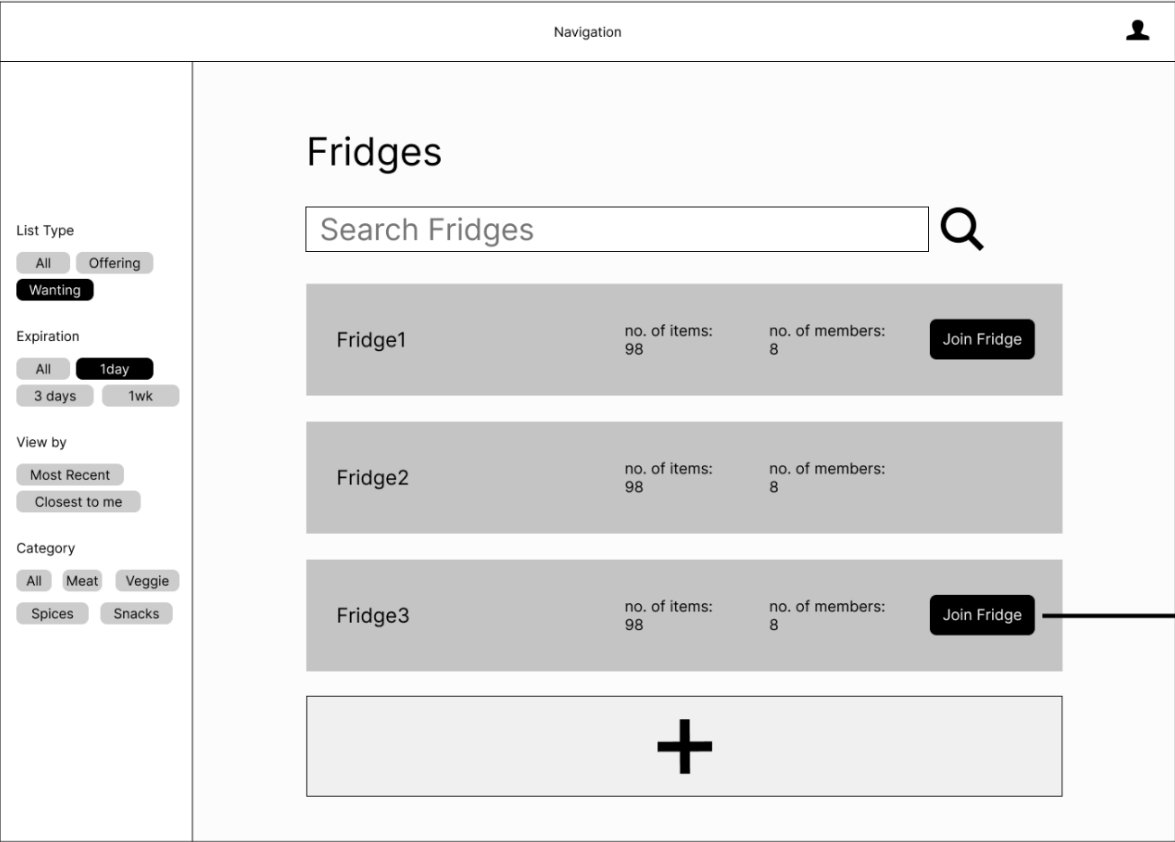 Navigation
Fridges
Search Fridges
List Type
All Offering
Wanting
Expiration
All 1day
3 days 1wk
View by
Most Recent
Closest to me
Category
All Meat Veggie
Spices Snacks
Fridge1
no. of items:
98
no. of members:
8
Join Fridge
Fridge2
no. of items:
98
no. of members:
8
Fridge3
no. of items:
98
no. of members:
8
Join Fridge